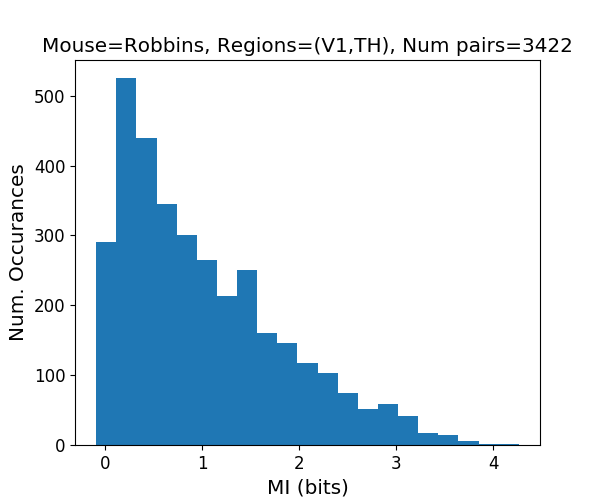 Mouse=Robbins, Regions=(V1,TH), Num pairs=3422
500
400
300
200
100
0
Num. Occurances
0 1 2 3 4
MI (bits)